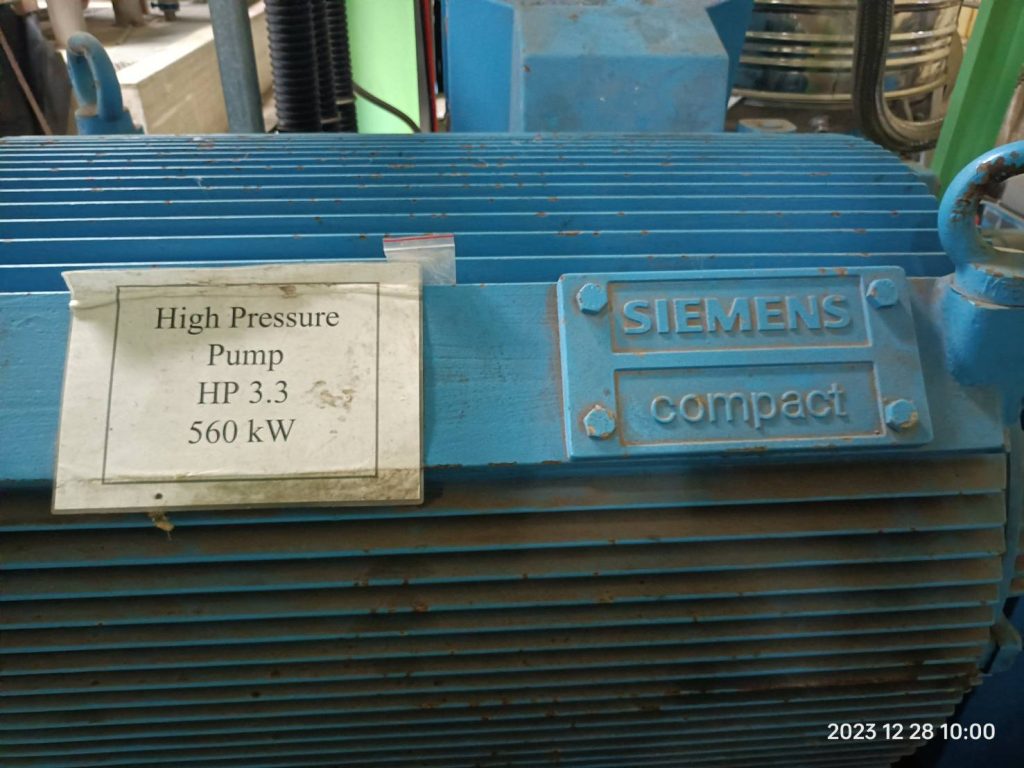 High Pressure
Pump
HP 3.3
560 kW
SIEMENS
compact
2023 12 28 10:00